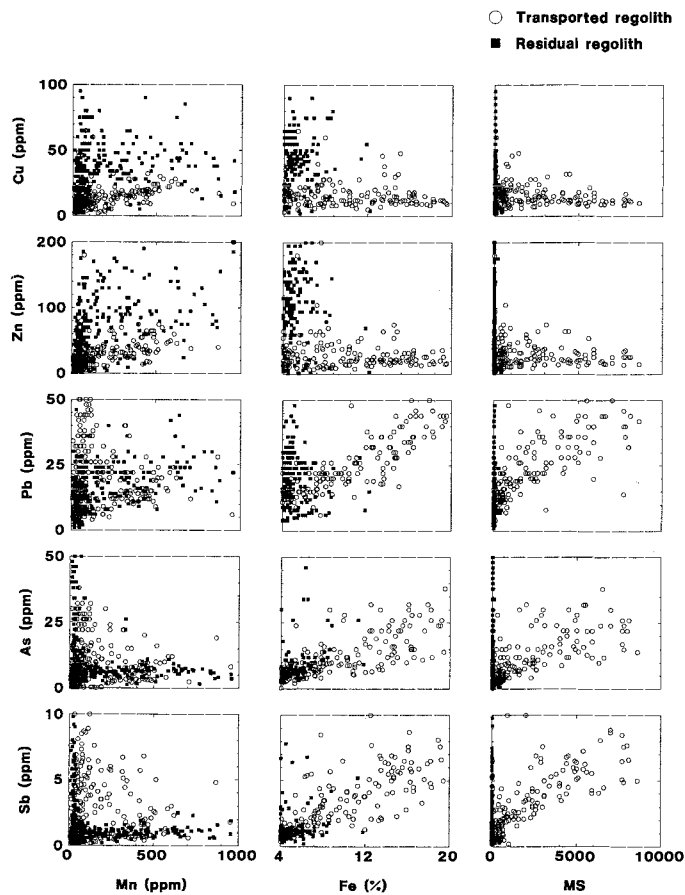 Transported regolith
Residual regolith
Cu (ppm)
100
50
0
Zn (ppm)
200
100
0
Pb (ppm)
50
25
0
As (ppm)
50
25
0
Sb (ppm)
10
5
0
0 500 1000
4 12 20
0 5000 10000
Mn (ppm)
Fe (%)
MS